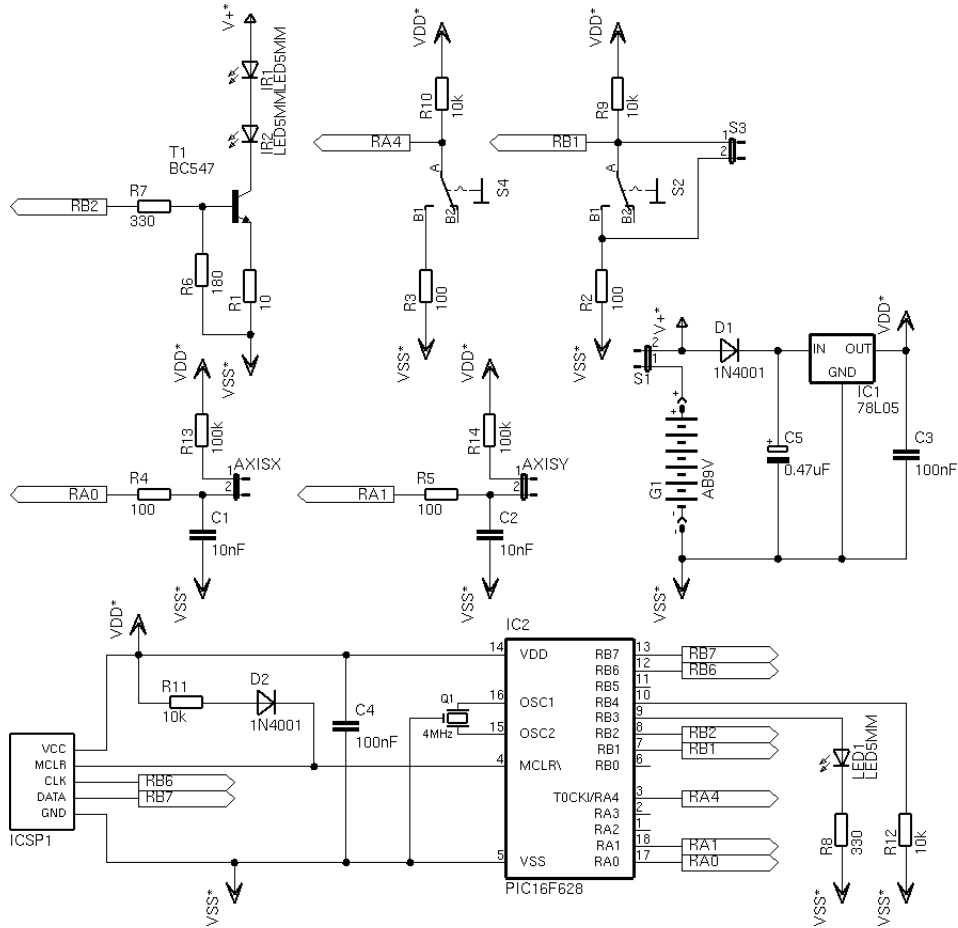 V+*
IR1
LED5MM
IR2
LED5MM
T1
BC547
RB2
R7
330
R6
180
R1
10
VSS*
VDD*
R10
10k
RA4
A
S4
B1
B2
R3
100
VSS*
VDD*
R9
10k
RB1
S3
1
2
A
S2
B1
B2
R2
100
VSS*
V+*
2
1
S1
D1
1N4001
IN
OUT
GND
IC1
78L05
VDD*
+
-
G1
AB9V
+
C5
0.47uF
C3
100nF
VSS*
VDD*
R13
100k
AXISX
1
2
RA0
R4
100
C1
10nF
VSS*
VDD*
R14
100k
AXISY
1
2
RA1
R5
100
C2
10nF
VSS*
VDD*
R11
10k
D2
1N4001
C4
100nF
Q1
4MHz
VCC
MCLR
CLK
DATA
GND
ICSP1
RB6
RB7
VSS*
IC2
14 VDD
16 OSC1
15 OSC2
4 MCLR\
5 VSS
RB7 13 RB7
RB6 12 RB6
RB5 11
RB4 10
RB3 9
RB2 8 RB2
RB1 7 RB1
RB0 6
T0CKI/RA4 3 RA4
RA3 2
RA2 1
RA1 18 RA1
RA0 17 RA0
PIC16F628
LED1
LED5MM
R8
330
R12
10k
VSS*
VSS*